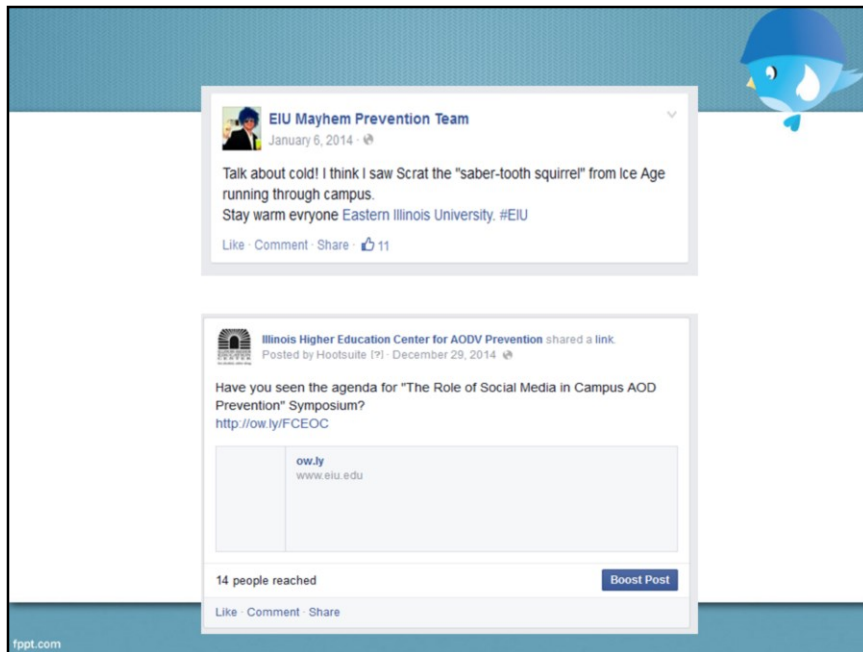 EIU Mayhem Prevention Team
January 6, 2014 ·
Talk about cold! I think I saw Scrat the "saber-tooth squirrel" from Ice Age
running through campus.
Stay warm evryone Eastern Illinois University. #EIU
Like · Comment · Share · 11
Illinois Higher Education Center for AODV Prevention shared a link.
Posted by Hootsuite [?] · December 29, 2014 ·
Have you seen the agenda for "The Role of Social Media in Campus AOD
Prevention" Symposium?
http://ow.ly/FCEOC
ow.ly
www.eiu.edu
14 people reached
Boost Post
Like · Comment · Share
fppt.com